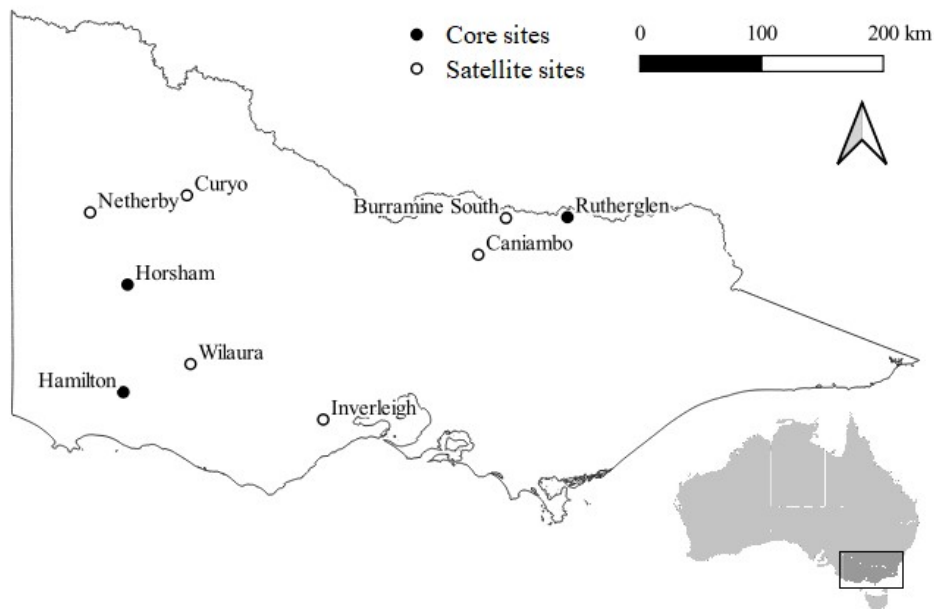 0 100 200 km
Core sites
Satellite sites
Curyo
Netherby
Burramine South
Rutherglen
Caniambo
Horsham
Wilaura
Hamilton
Inverleigh